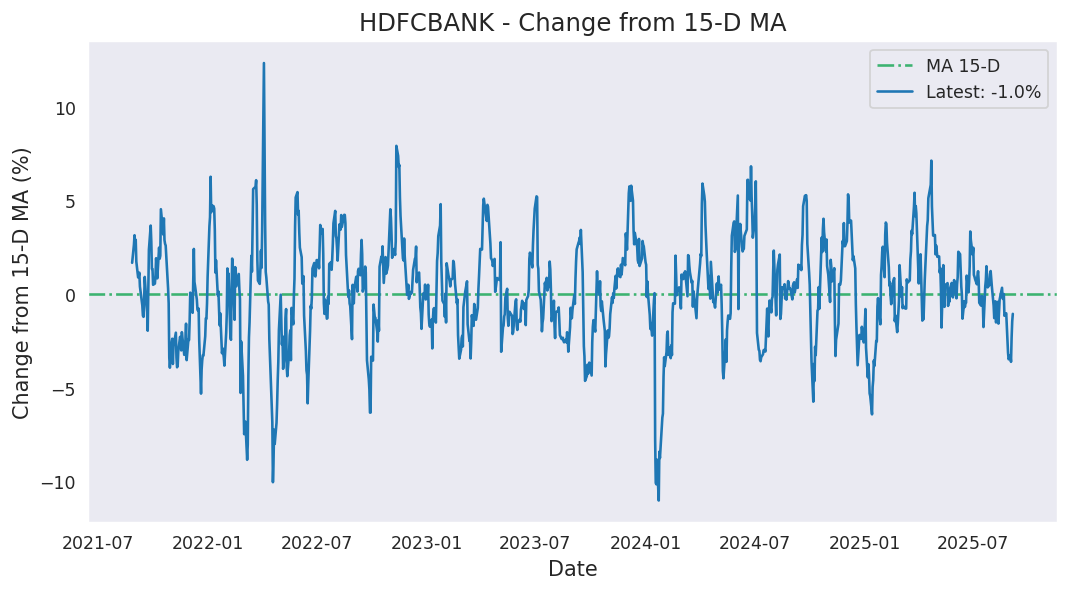 HDFCBANK - Change from 15-D MA
Change from 15-D MA (%)
10
5
0
−5
−10
MA 15-D
Latest: -1.0%
2021-07 2022-01 2022-07 2023-01 2023-07 2024-01 2024-07 2025-01 2025-07
Date